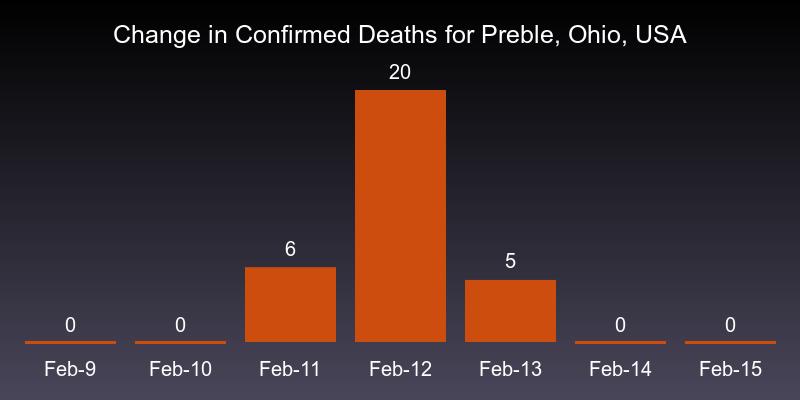 Change in Confirmed Deaths for Preble, Ohio, USA
20
6
5
0 0 0 0
Feb-9 Feb-10 Feb-11 Feb-12 Feb-13 Feb-14 Feb-15